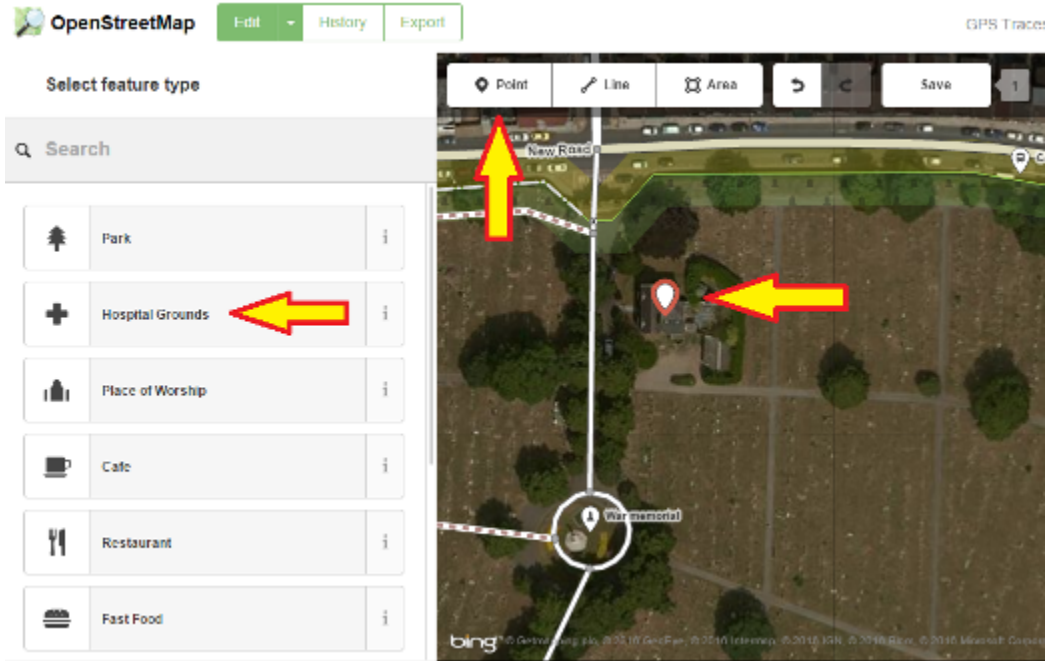 OpenStreetMap
Edit
History
Export
GPS Traces
Select feature type
Point
Line
Area
Save
1
Search
New Road
Park
Hospital Grounds
Place of Worship
Cafe
War memorial
Restaurant
Fast Food
bing